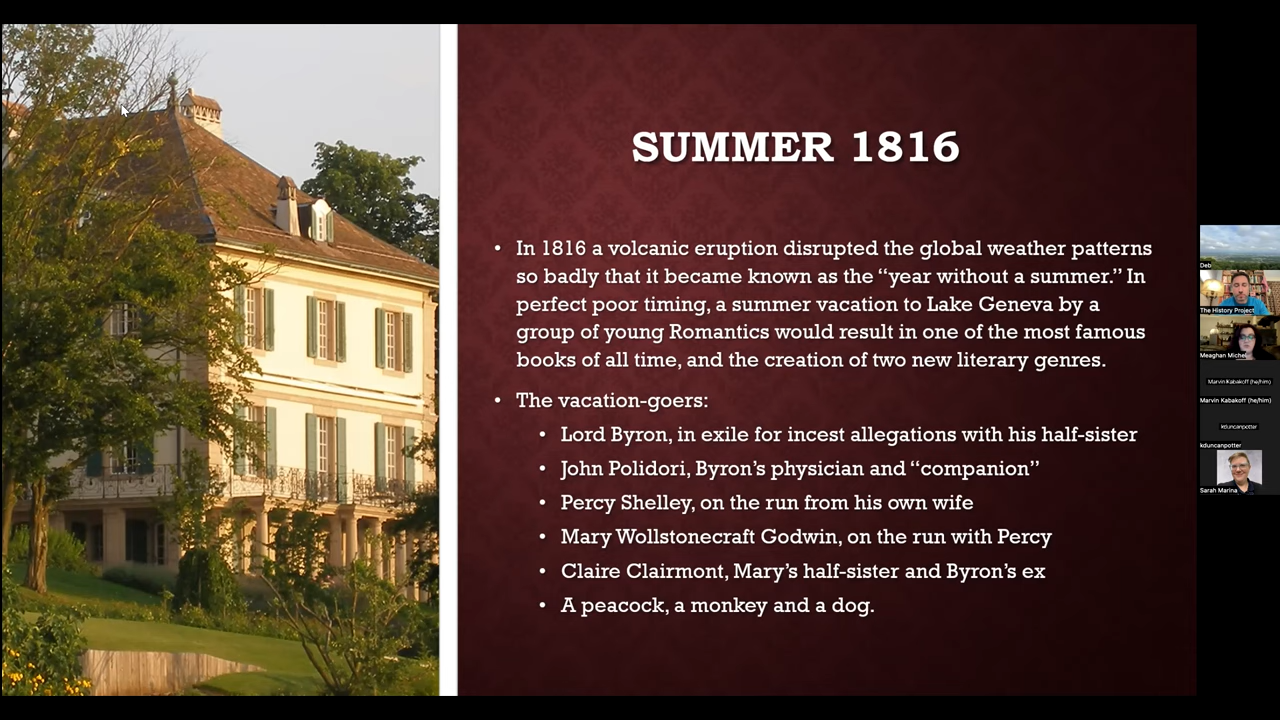 SUMMER 1816
• In 1816 a volcanic eruption disrupted the global weather patterns
so badly that it became known as the “year without a summer.” In
perfect poor timing, a summer vacation to Lake Geneva by a
group of young Romantics would result in one of the most famous
books of all time, and the creation of two new literary genres.
• The vacation-goers:
• Lord Byron, in exile for incest allegations with his half-sister
• John Polidori, Byron’s physician and “companion”
• Percy Shelley, on the run from his own wife
• Mary Wollstonecraft Godwin, on the run with Percy
• Claire Clairmont, Mary’s half-sister and Byron’s ex
• A peacock, a monkey and a dog.
Deb
The History Project
Meaghan Michel
Marvin Kabakoff (he/him)
Marvin Kabakoff (he/him)
kduncanpotter
kduncanpotter
Sarah Marina